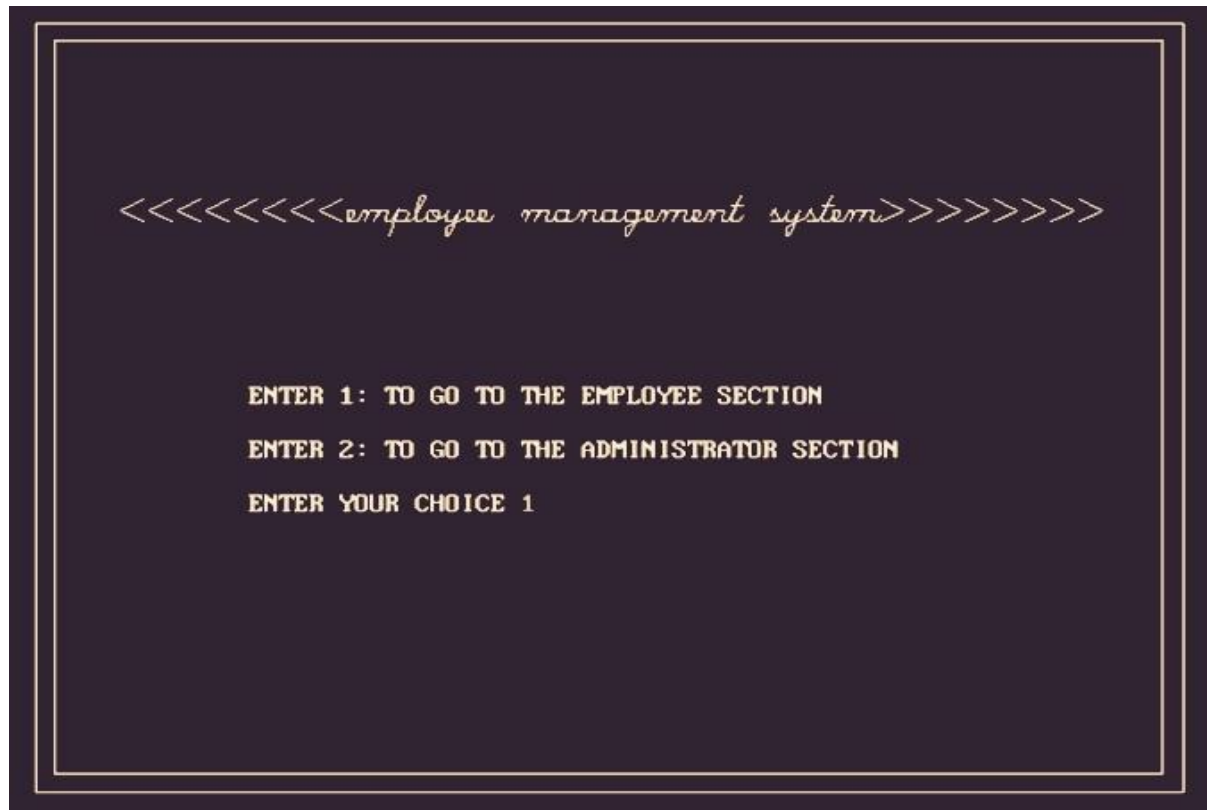 <<<<<<<<employee management system>>>>>>>>
ENTER 1: TO GO TO THE EMPLOYEE SECTION
ENTER 2: TO GO TO THE ADMINISTRATOR SECTION
ENTER YOUR CHOICE 1